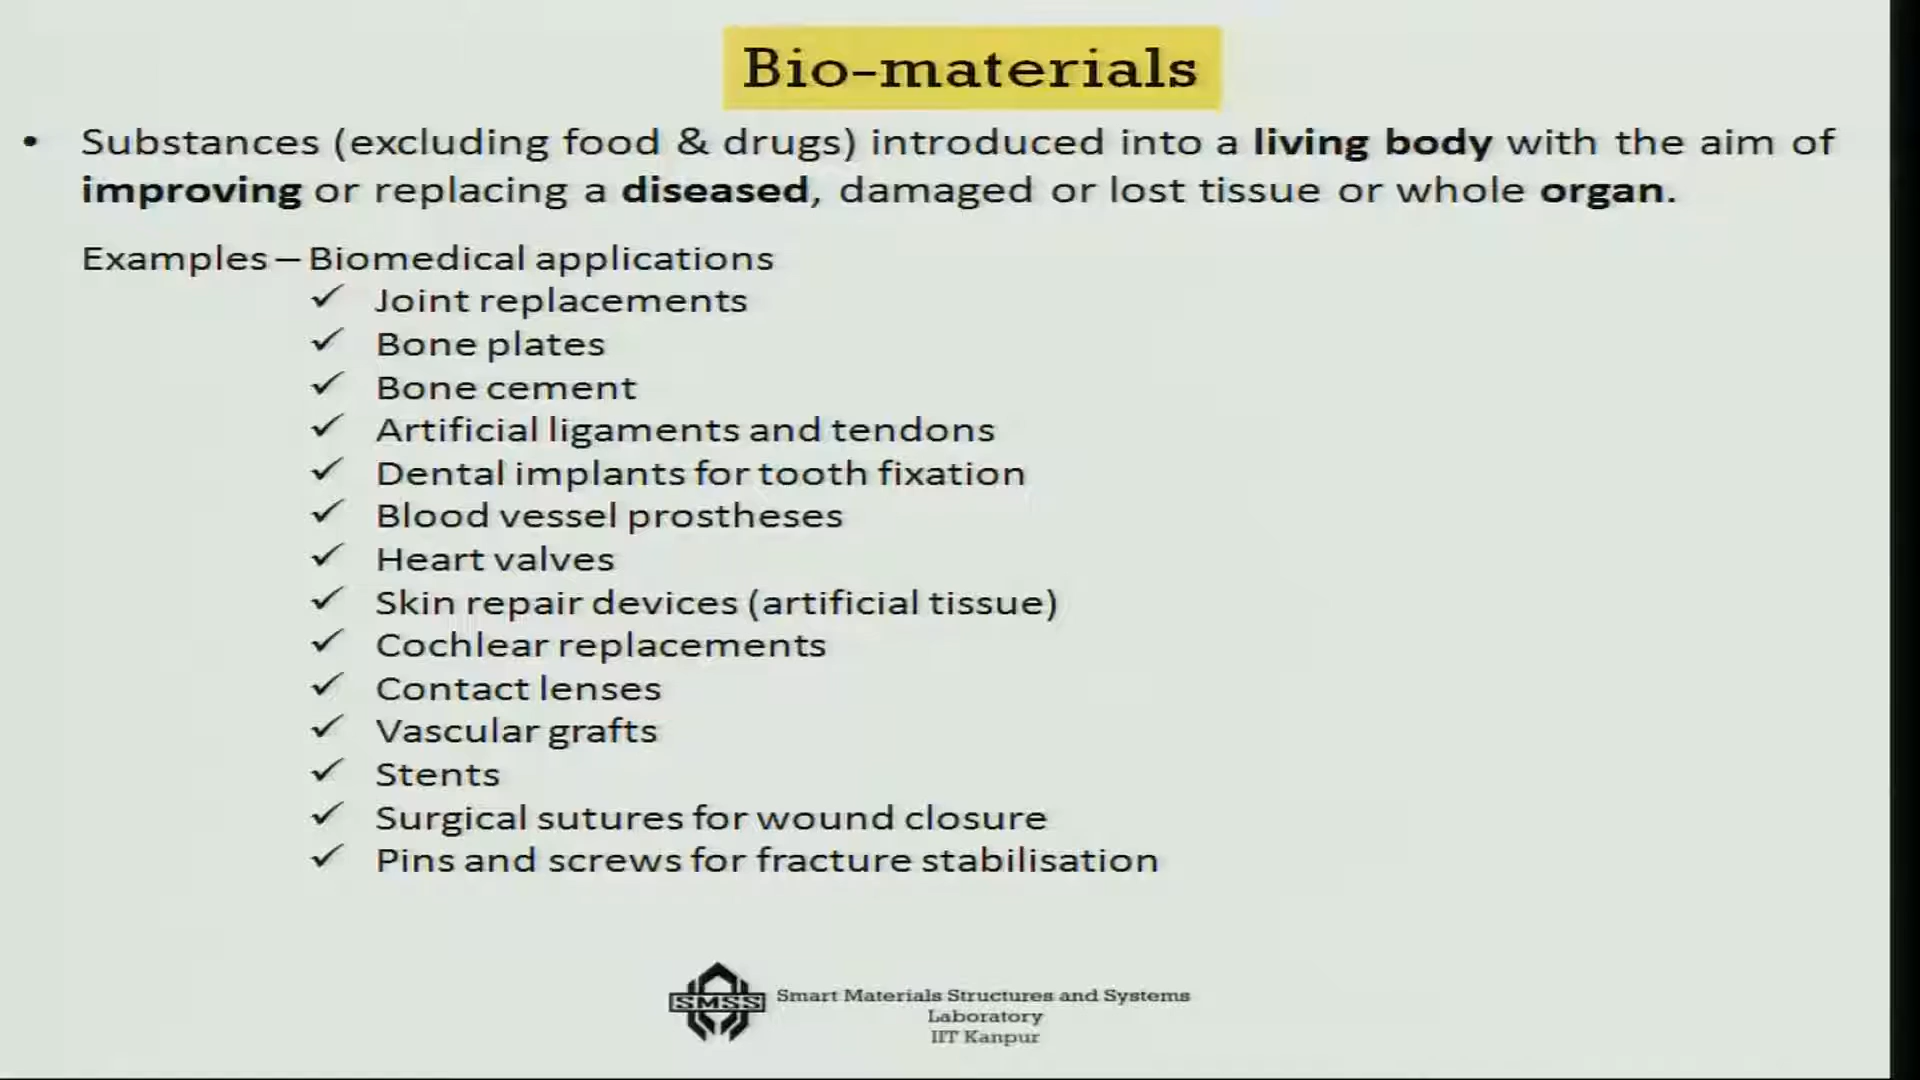 Bio-materials
• Substances (excluding food & drugs) introduced into a living body with the aim of
improving or replacing a diseased, damaged or lost tissue or whole organ.
Examples – Biomedical applications
✓ Joint replacements
✓ Bone plates
✓ Bone cement
✓ Artificial ligaments and tendons
✓ Dental implants for tooth fixation
✓ Blood vessel prostheses
✓ Heart valves
✓ Skin repair devices (artificial tissue)
✓ Cochlear replacements
✓ Contact lenses
✓ Vascular grafts
✓ Stents
✓ Surgical sutures for wound closure
✓ Pins and screws for fracture stabilisation
SMSS
Smart Materials Structures and Systems
Laboratory
IIT Kanpur